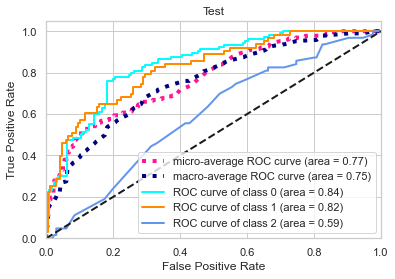 Test
1.0
0.8
0.6
0.4
0.2
0.0
True Positive Rate
micro-average ROC curve (area = 0.77)
macro-average ROC curve (area = 0.75)
ROC curve of class 0 (area = 0.84)
ROC curve of class 1 (area = 0.82)
ROC curve of class 2 (area = 0.59)
0.0 0.2 0.4 0.6 0.8 1.0
False Positive Rate